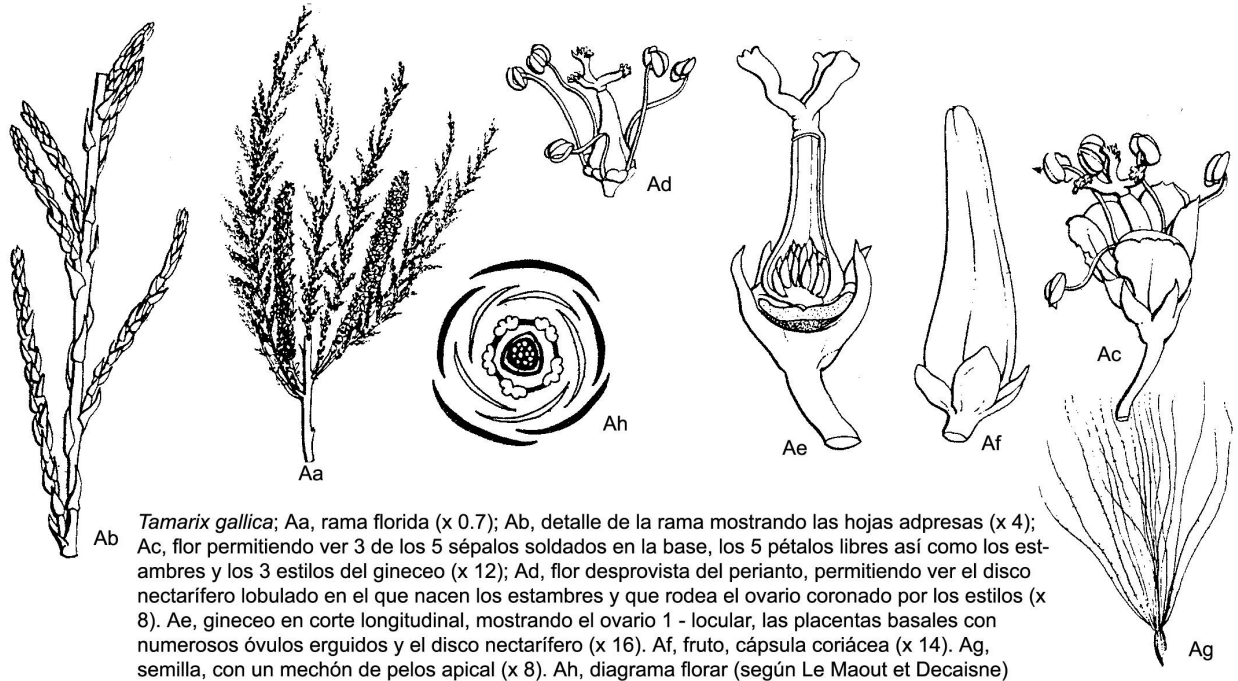 Ad
Ah
Ae
Af
Ac
Aa
Ab
Ag
Tamarix gallica; Aa, rama florida (x 0.7); Ab, detalle de la rama mostrando las hojas adpresas (x 4);
Ac, flor permitiendo ver 3 de los 5 sépalos soldados en la base, los 5 pétalos libres así como los est-
ambres y los 3 estilos del gineceo (x 12); Ad, flor desprovista del perianto, permitiendo ver el disco
nectarífero lobulado en el que nacen los estambres y que rodea el ovario coronado por los estilos (x
8). Ae, gineceo en corte longitudinal, mostrando el ovario 1 - locular, las placentas basales con
numerosos óvulos erguidos y el disco nectarífero (x 16). Af, fruto, cápsula coriácea (x 14). Ag,
semilla, con un mechón de pelos apical (x 8). Ah, diagrama florar (según Le Maout et Decaisne)